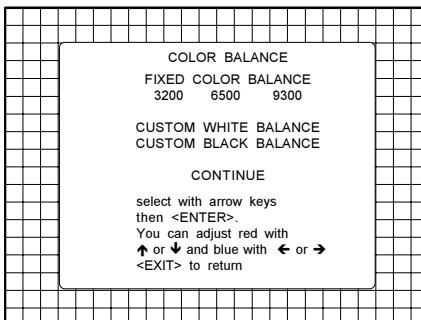 COLOR BALANCE
FIXED COLOR BALANCE
3200 6500 9300
CUSTOM WHITE BALANCE
CUSTOM BLACK BALANCE
CONTINUE
select with arrow keys
then <ENTER>.
You can adjust red with
↑ or ↓ and blue with ← or →
<EXIT> to return